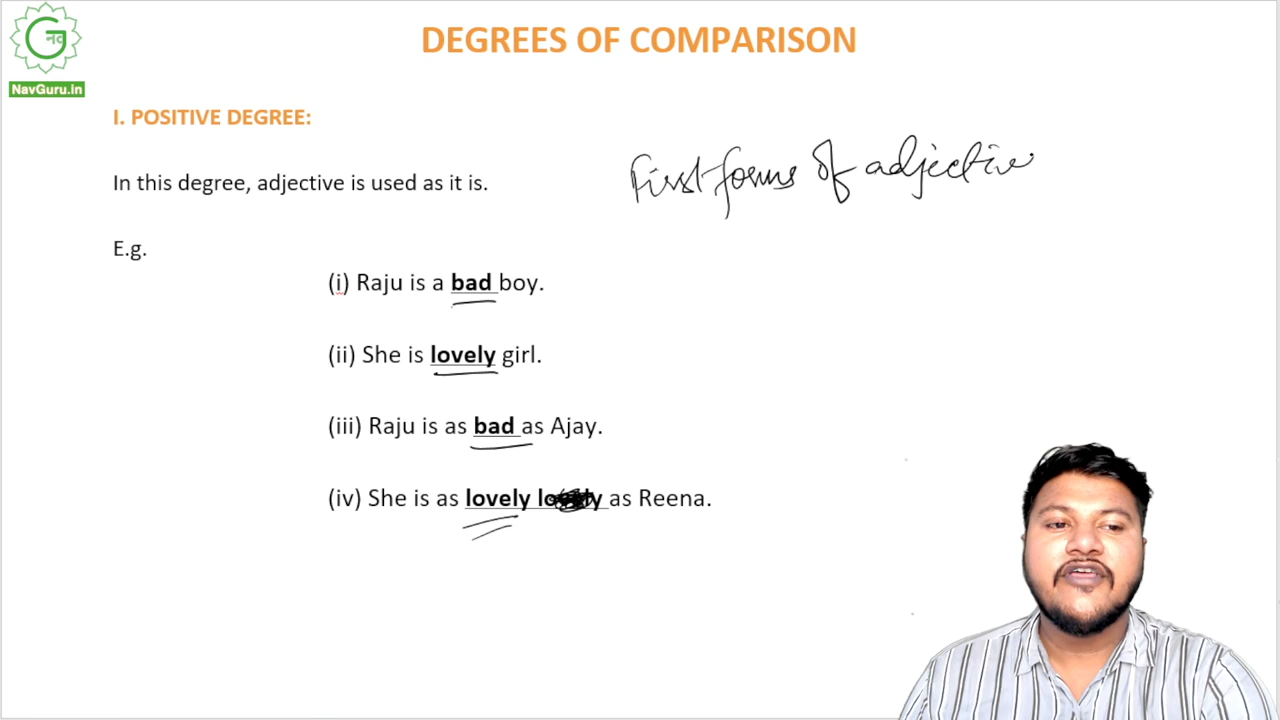 नव
NavGuru.in
DEGREES OF COMPARISON
I. POSITIVE DEGREE:
In this degree, adjective is used as it is.
First forms of adjective
E.g.
(i) Raju is a bad boy.
(ii) She is lovely girl.
(iii) Raju is as bad as Ajay.
(iv) She is as lovely lovely as Reena.